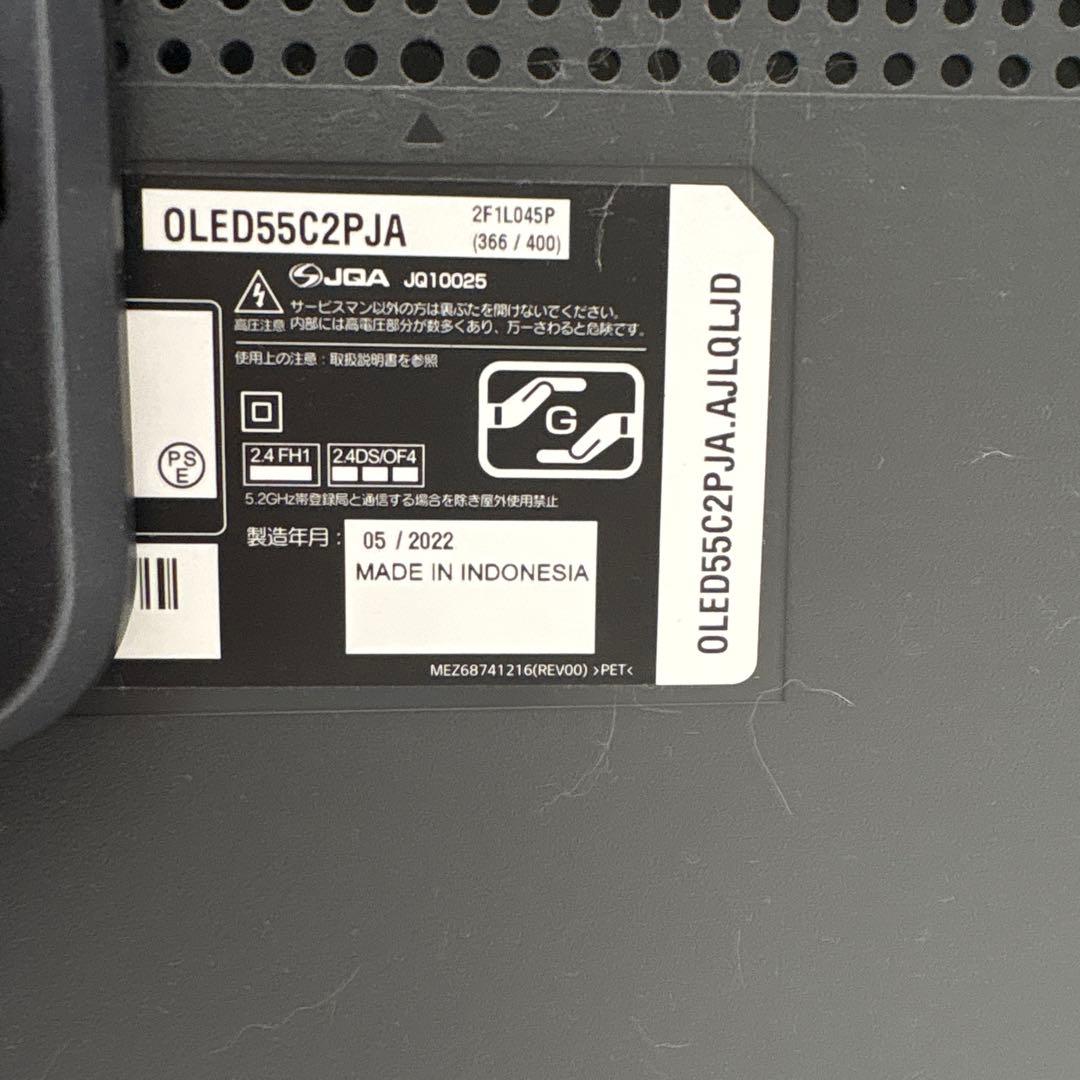 OLED55C2PJA
2F1L045P
(366 / 400)
JQA JQ10025
サービスマン以外の方は裏ぶたを開けないでください。
高圧注意 内部には高電圧部分が数多くあり、万一さわると危険です。
使用上の注意：取扱説明書を参照
G
PS
E
2.4 FH1
2.4DS/OF4
5.2GHz帯登録局と通信する場合を除き屋外使用禁止
製造年月： 05 / 2022
MADE IN INDONESIA
MEZ68741216(REV00) >PET<
OLED55C2PJA.AJLQLJD